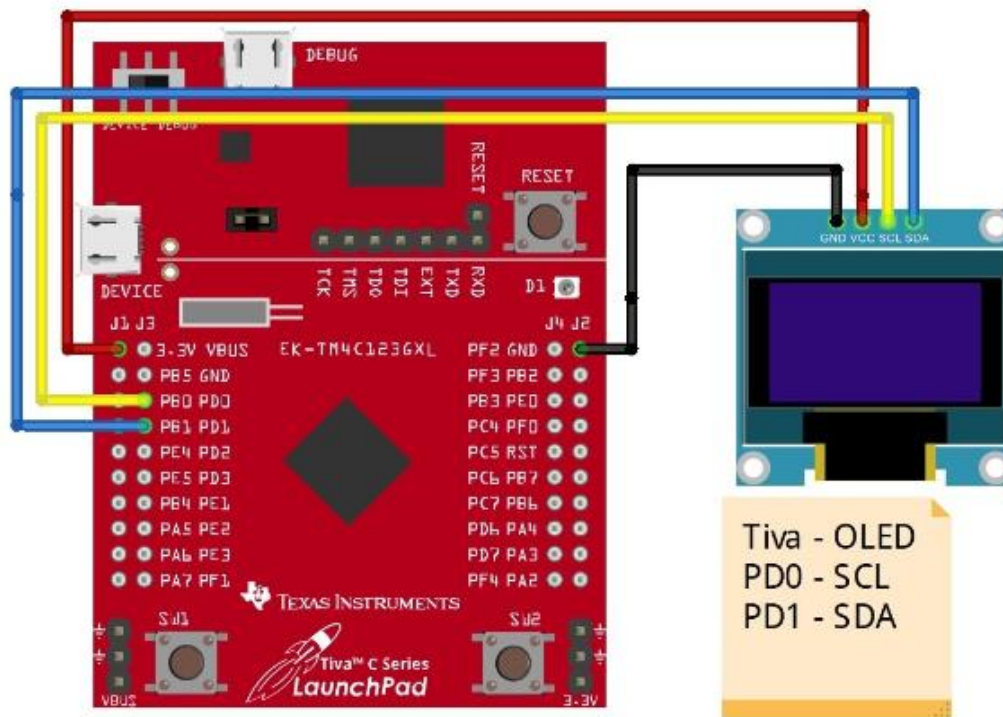 DEBUG
DEVICE DEBUG
RESET
RESET
DEVICE
TCK TMS TDO TDI EXT TXD RXD
D1
J1 J3
J4 J2
3.3V VBUS
EK-TM4C123GXL
PF2 GND
PB5 GND
PF3 PB2
PB0 PD0
PB3 PE0
PB1 PD1
PC4 PF0
PE4 PD2
PC5 RST
PE5 PD3
PC6 PB7
PB4 PE1
PC7 PB6
PA5 PE2
PD6 PA4
PA6 PE3
PD7 PA3
PA7 PF1
PF4 PA2
TEXAS INSTRUMENTS
SW1
SW2
Tiva™ C Series
LaunchPad
VBUS
3.3V
GND VCC SCL SDA
Tiva - OLED
PD0 - SCL
PD1 - SDA